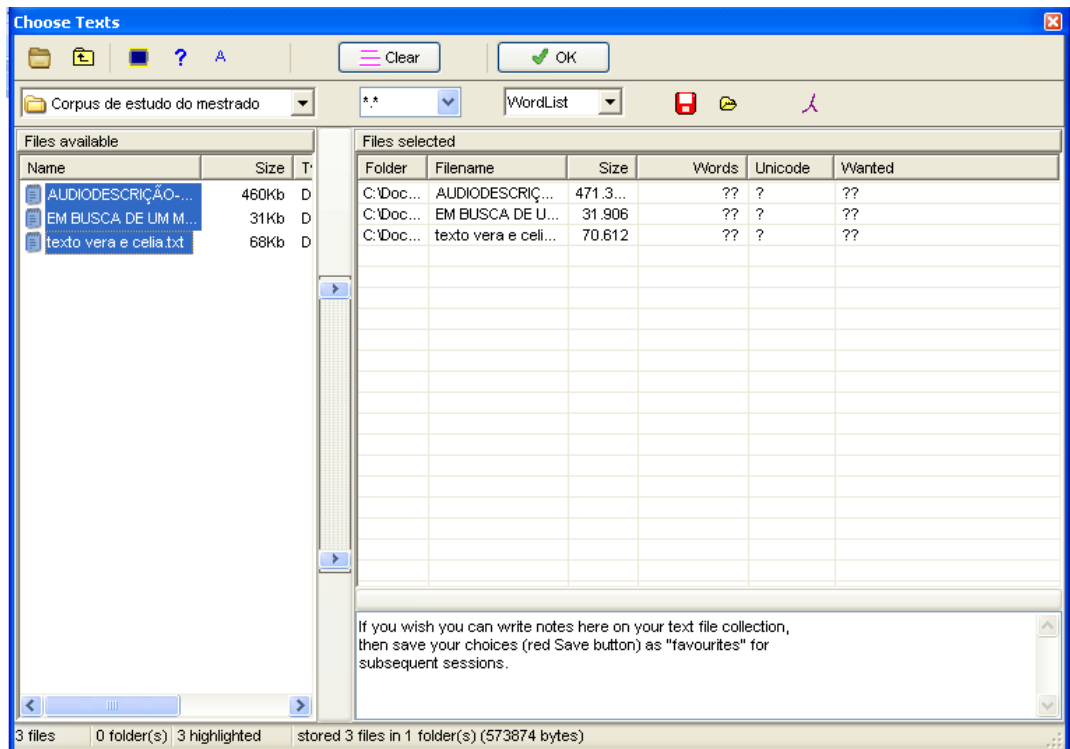 Choose Texts
? A Clear OK
Corpus de estudo do mestrado *.* WordList
Files available Files selected
Name Size T Folder Filename Size Words Unicode Wanted
AUDIODESCRIÇÃO-... 460Kb D C:\Doc... AUDIODESCRIÇ... 471.3... ?? ? ??
EM BUSCA DE UM M... 31Kb D C:\Doc... EM BUSCA DE U... 31.906 ?? ? ??
texto vera e celia.txt 68Kb D C:\Doc... texto vera e celi... 70.612 ?? ? ??
If you wish you can write notes here on your text file collection,
then save your choices (red Save button) as "favourites" for
subsequent sessions.
3 files 0 folder(s) 3 highlighted stored 3 files in 1 folder(s) (573874 bytes)